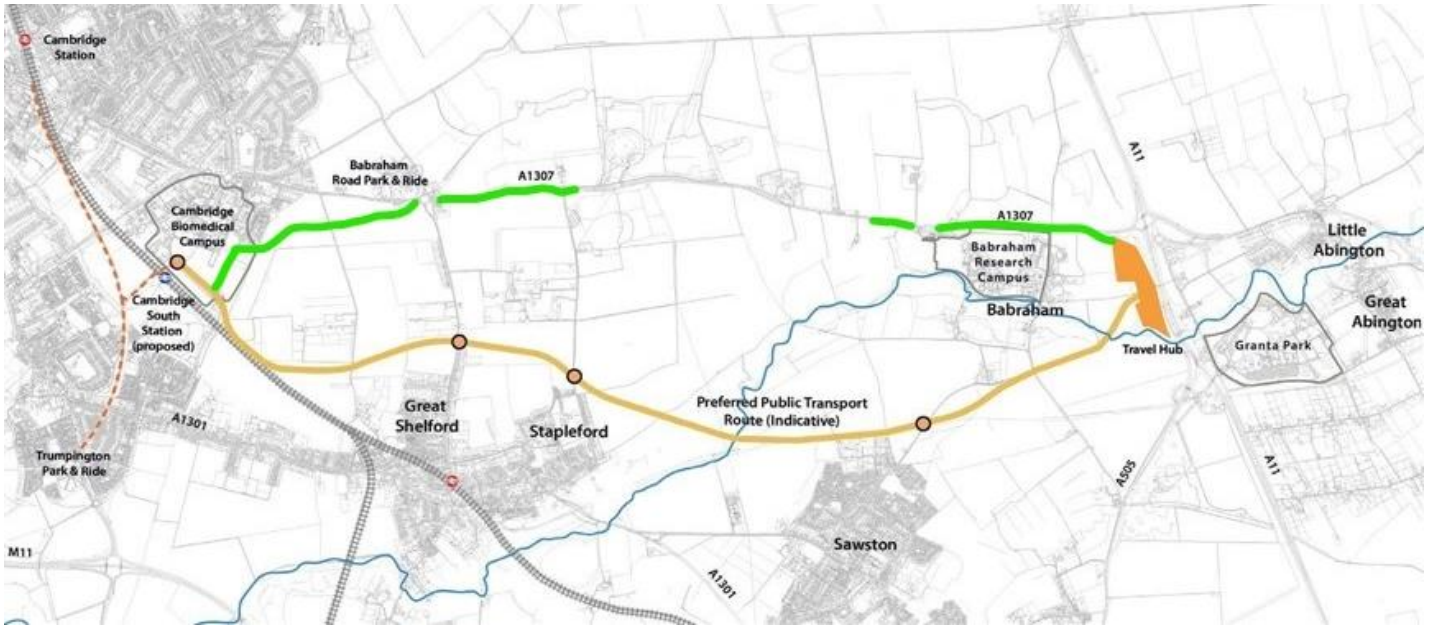 Cambridge
Station
Babraham
Road Park & Ride
A1307
A11
Cambridge
Biomedical
Campus
A1307
Babraham
Research
Campus
Little
Abington
Cambridge
South
Station
(proposed)
Babraham
Great
Abington
Travel Hub
Granta Park
Great
Shelford
Stapleford
Preferred Public Transport
Route (Indicative)
A1301
Trumpington
Park & Ride
A505
A11
M11
Sawston
A1301